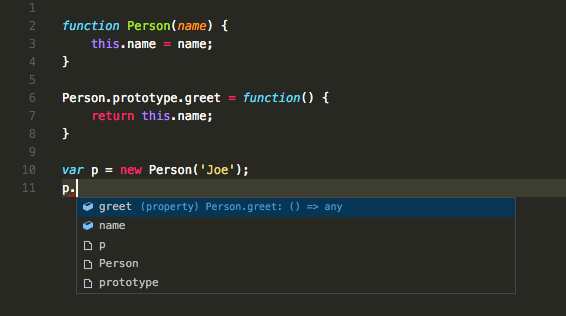 1
2 function Person(name) {
3     this.name = name;
4 }
5
6 Person.prototype.greet = function() {
7     return this.name;
8 }
9
10 var p = new Person('Joe');
11 p.
greet (property) Person.greet: () => any
name
p
Person
prototype